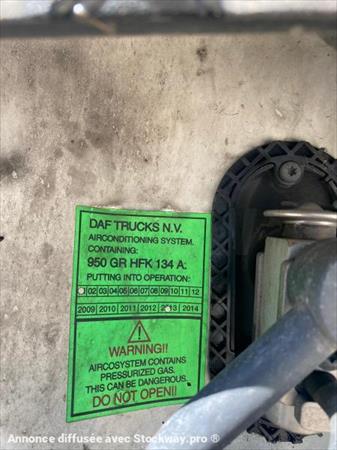 DAF TRUCKS N.V.
AIRCONDITIONING SYSTEM.
CONTAINING:
950 GR HFK 134 A:
PUTTING INTO OPERATION:
02 03 04 05 06 07 08 09 10 11 12
2009 2010 2011 2012 2013 2014
WARNING!!
AIRCOSYSTEM CONTAINS
PRESSURIZED GAS.
THIS CAN BE DANGEROUS.
DO NOT OPEN!!
Annonce diffusée avec Stockway.pro ®